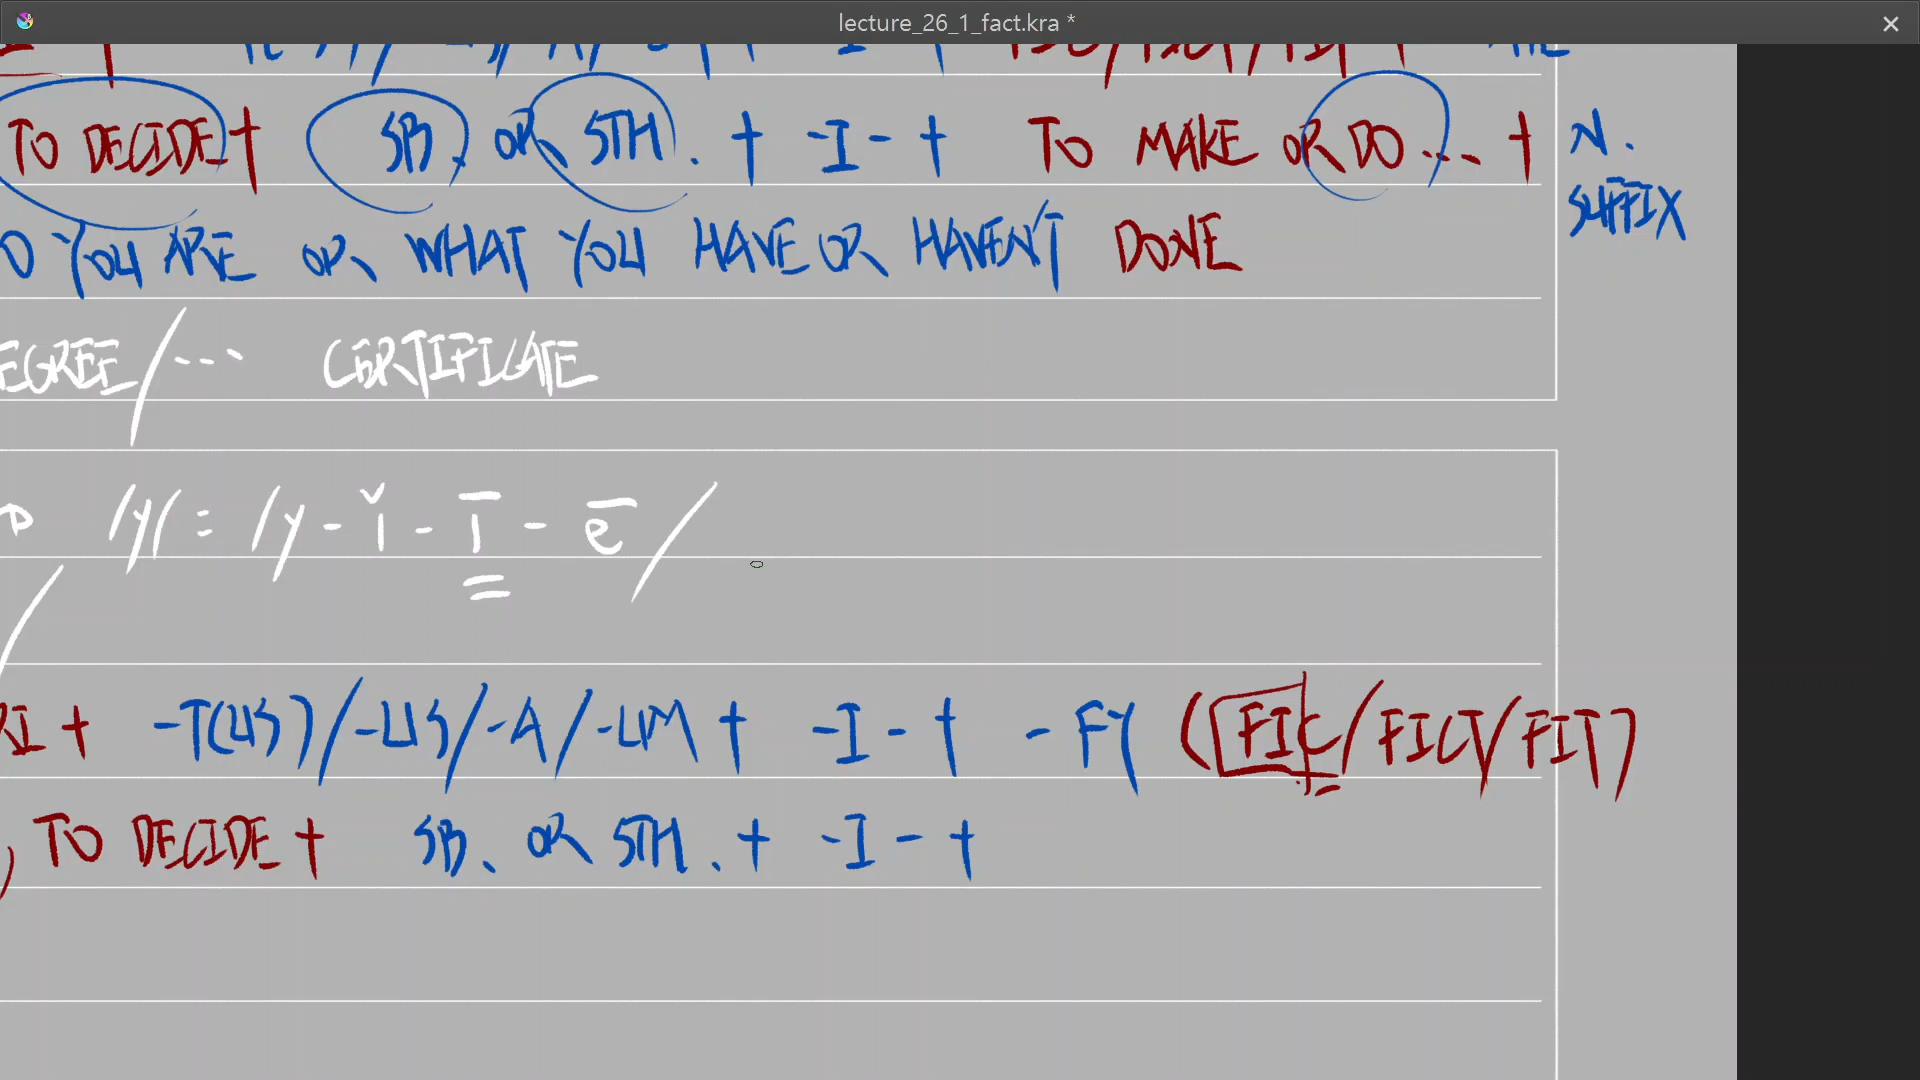 lecture_26_1_fact.kra *
TO DECIDE + SB. OR STH. + -I- + TO MAKE OR DO ... + N.
SUFFIX
YOU ARE OR WHAT YOU HAVE OR HAVEN'T DONE
EGREE/... CERTIFICATE
/y/ = /y - ĭ - ī - ē/
RI + -T(US)/-US/-A/-UM + -I- + -FY (FIC/FICT/FIT)
, TO DECIDE + SB. OR STH. + -I- +